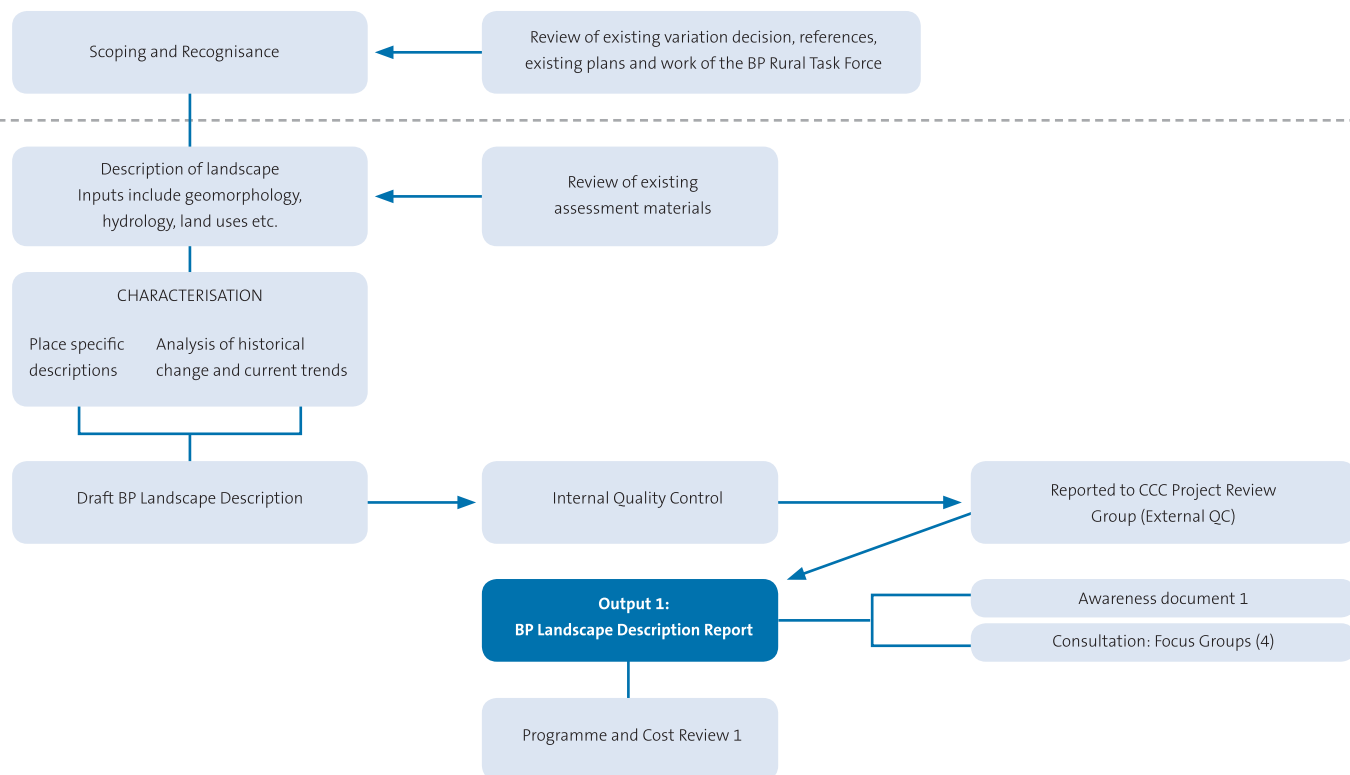 Scoping and Recognisance
Review of existing variation decision, references,
existing plans and work of the BP Rural Task Force
Description of landscape
Inputs include geomorphology,
hydrology, land uses etc.
Review of existing
assessment materials
CHARACTERISATION
Place specific
descriptions
Analysis of historical
change and current trends
Draft BP Landscape Description
Internal Quality Control
Reported to CCC Project Review
Group (External QC)
Output 1:
BP Landscape Description Report
Awareness document 1
Consultation: Focus Groups (4)
Programme and Cost Review 1